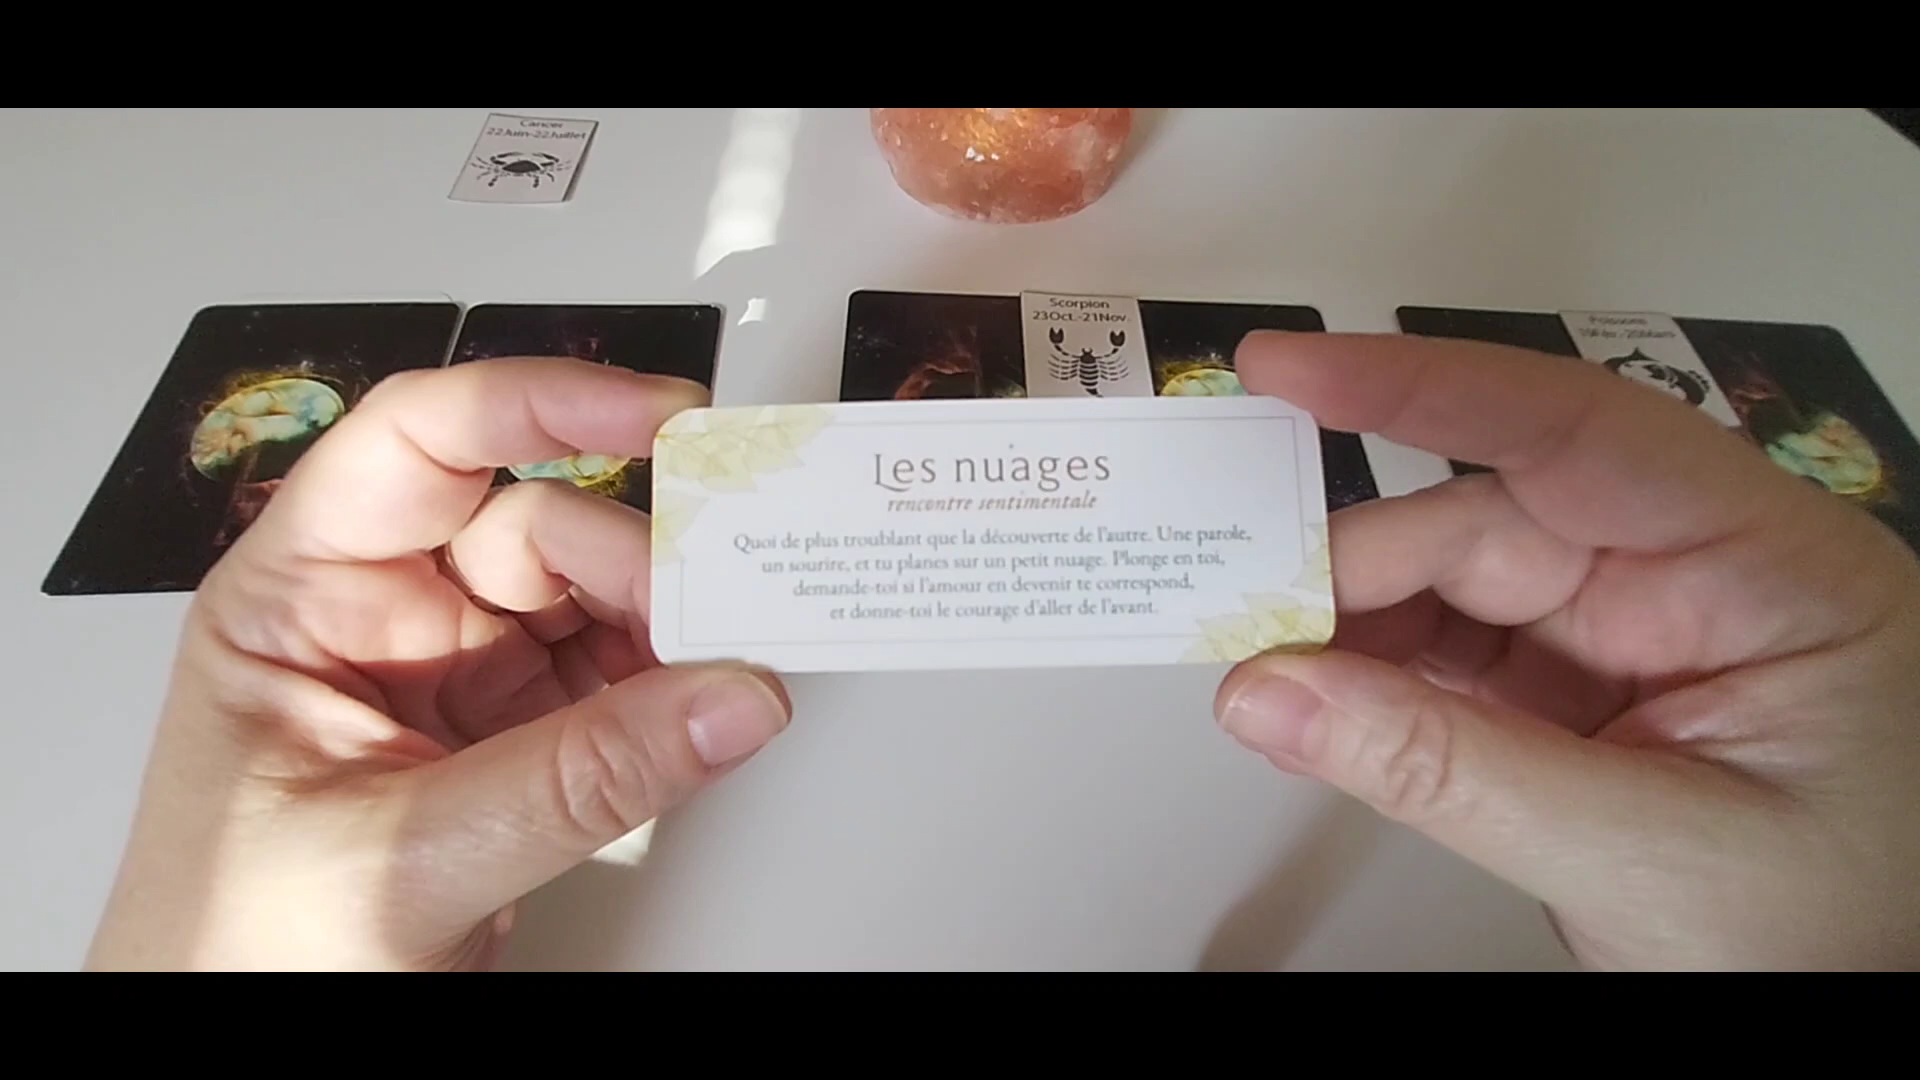 Cancer
22Juin-22Juillet
Scorpion
23Oct.-21Nov.
Poissons
Les nuages
rencontre sentimentale
Quoi de plus troublant que la découverte de l'autre. Une parole,
un sourire, et tu planes sur un petit nuage. Plonge en toi,
demande-toi si l'amour en devenir te correspond,
et donne-toi le courage d'aller de l'avant.